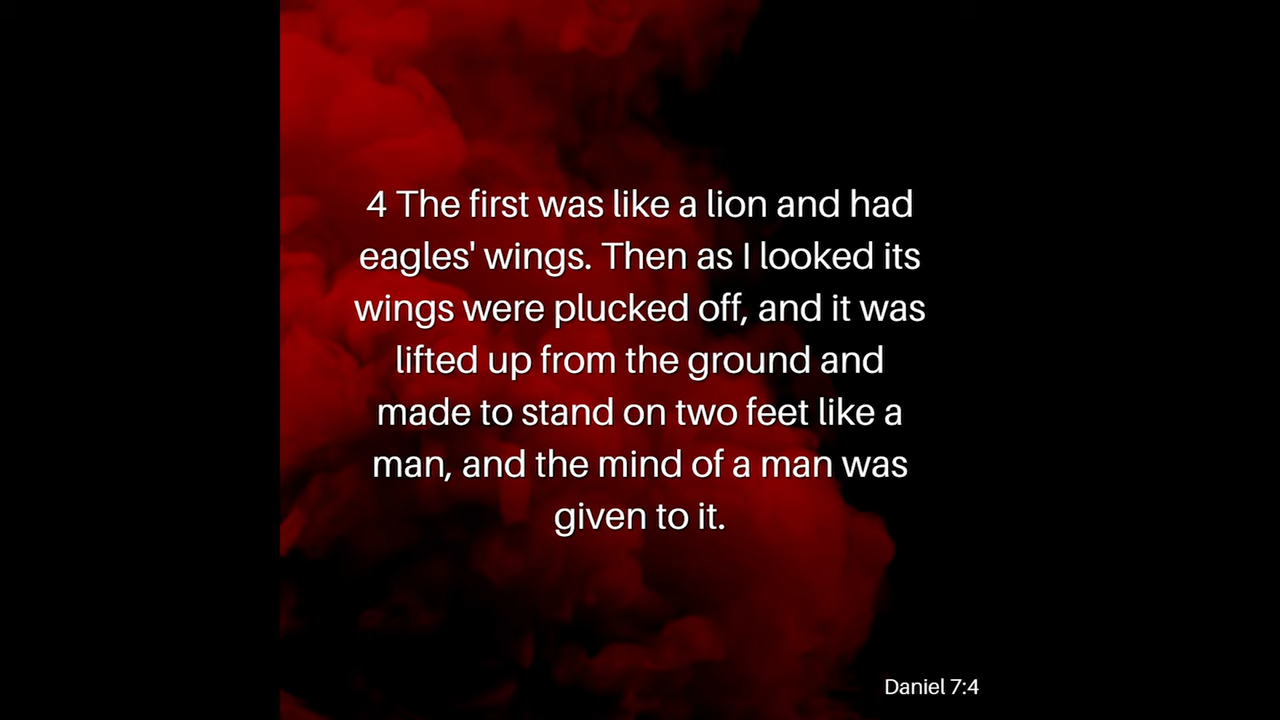 4 The first was like a lion and had
eagles' wings. Then as I looked its
wings were plucked off, and it was
lifted up from the ground and
made to stand on two feet like a
man, and the mind of a man was
given to it.
Daniel 7:4